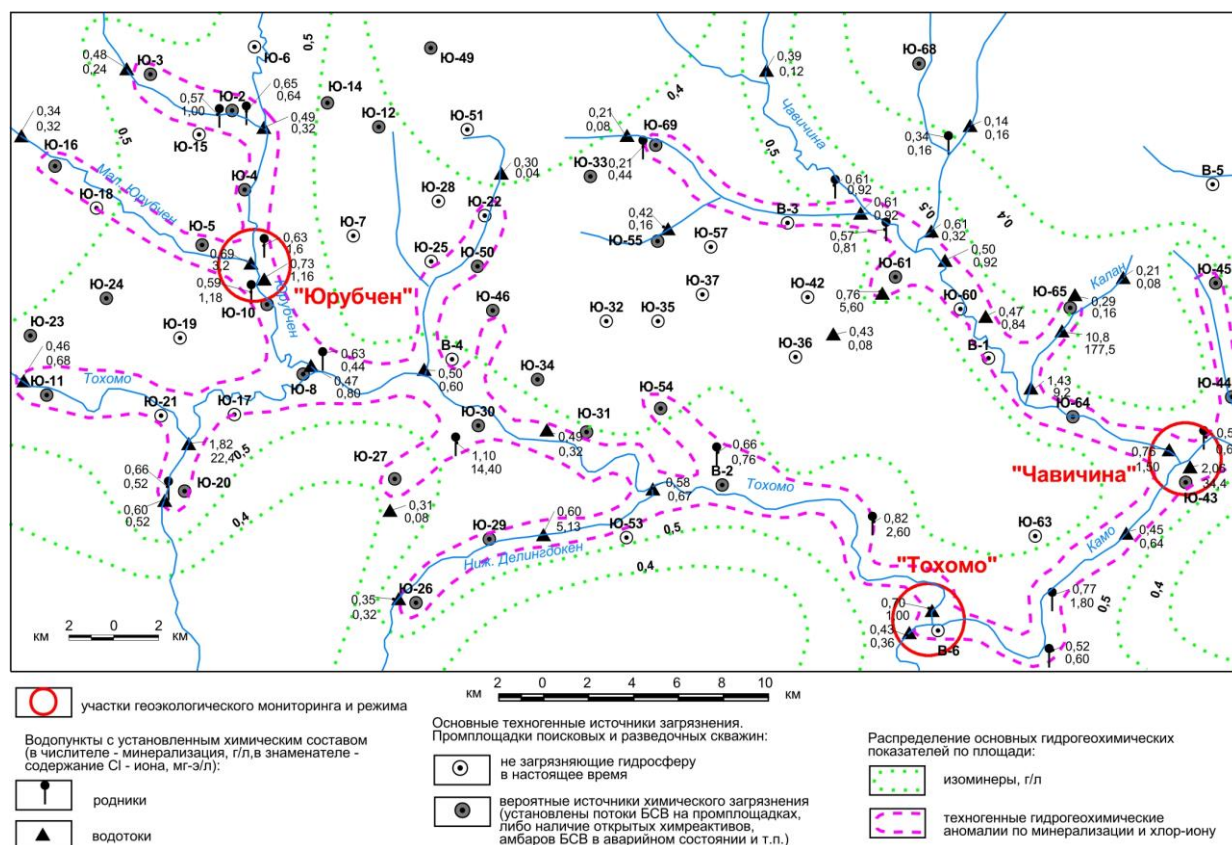 0,48
0,24
Ю-3
Ю-6
0,5
Ю-49
0,39
0,12
Ю-68
0,57
1,00
Ю-2
0,65
0,64
Ю-14
0,4
0,34
0,32
0,5
Ю-15
0,49
0,32
Ю-12
Ю-51
0,21
0,08
Ю-69
0,5
Чавичина
0,34
0,16
0,14
0,16
Ю-16
Ю-18
Мал. Юрубчен
Ю-4
0,30
0,04
Ю-33
0,21
0,44
0,61
0,92
В-5
Ю-28
Ю-22
В-3
0,61
0,92
0,5
0,4
Ю-5
0,63
1,6
Ю-7
0,42
0,16
Ю-55
Ю-57
0,57
0,81
0,61
0,32
0,69
3,2
0,73
1,16
Ю-25
Ю-50
Ю-61
0,50
0,92
Ю-45
Ю-24
0,59
1,18
"Юрубчен"
Ю-37
Ю-42
0,76
5,60
Калан
0,21
0,08
Ю-10
Юрубчен
Ю-46
Ю-32
Ю-35
Ю-60
Ю-65
0,29
0,16
Ю-23
Ю-19
0,47
0,84
0,43
0,08
10,8
177,5
0,46
0,68
Ю-11
Тохомо
0,63
0,44
В-4
Ю-36
В-1
Ю-8
0,47
0,80
0,50
0,60
Ю-34
1,43
9,2
Ю-44
Ю-21
Ю-17
Ю-54
Ю-64
Ю-30
Ю-31
1,82
22,4
0,5
1,10
14,40
0,49
0,32
0,66
0,76
"Чавичина"
0,76
1,50
2,06
34,4
0,66
0,52
Ю-20
Ю-27
В-2
Ю-43
0,60
0,52
0,4
0,31
0,08
0,58
0,67
Тохомо
Ю-29
0,60
5,13
Ю-53
0,5
0,82
2,60
Ю-63
Камо
0,45
0,64
Ниж. Делингдокен
0,4
"Тохомо"
0,35
0,32
Ю-26
0,70
1,00
0,77
1,80
0,5
0,4
км 2 0 2 км
0,43
0,36
В-6
0,52
0,60
км 2 0 2 4 6 8 10 км
участки геоэкологического мониторинга и режима
Водопункты с установленным химическим составом
(в числителе - минерализация, г/л,в знаменателе -
содержание Cl - иона, мг-э/л):
родники
водотоки
Основные техногенные источники загрязнения.
Промплощадки поисковых и разведочных скважин:
не загрязняющие гидросферу
в настоящее время
вероятные источники химического загрязнения
(установлены потоки БСВ на промплощадках,
либо наличие открытых химреактивов,
амбаров БСВ в аварийном состоянии и т.п.)
Распределение основных гидрогеохимических
показателей по площади:
изоминеры, г/л
техногенные гидрогеохимические
аномалии по минерализации и хлор-иону